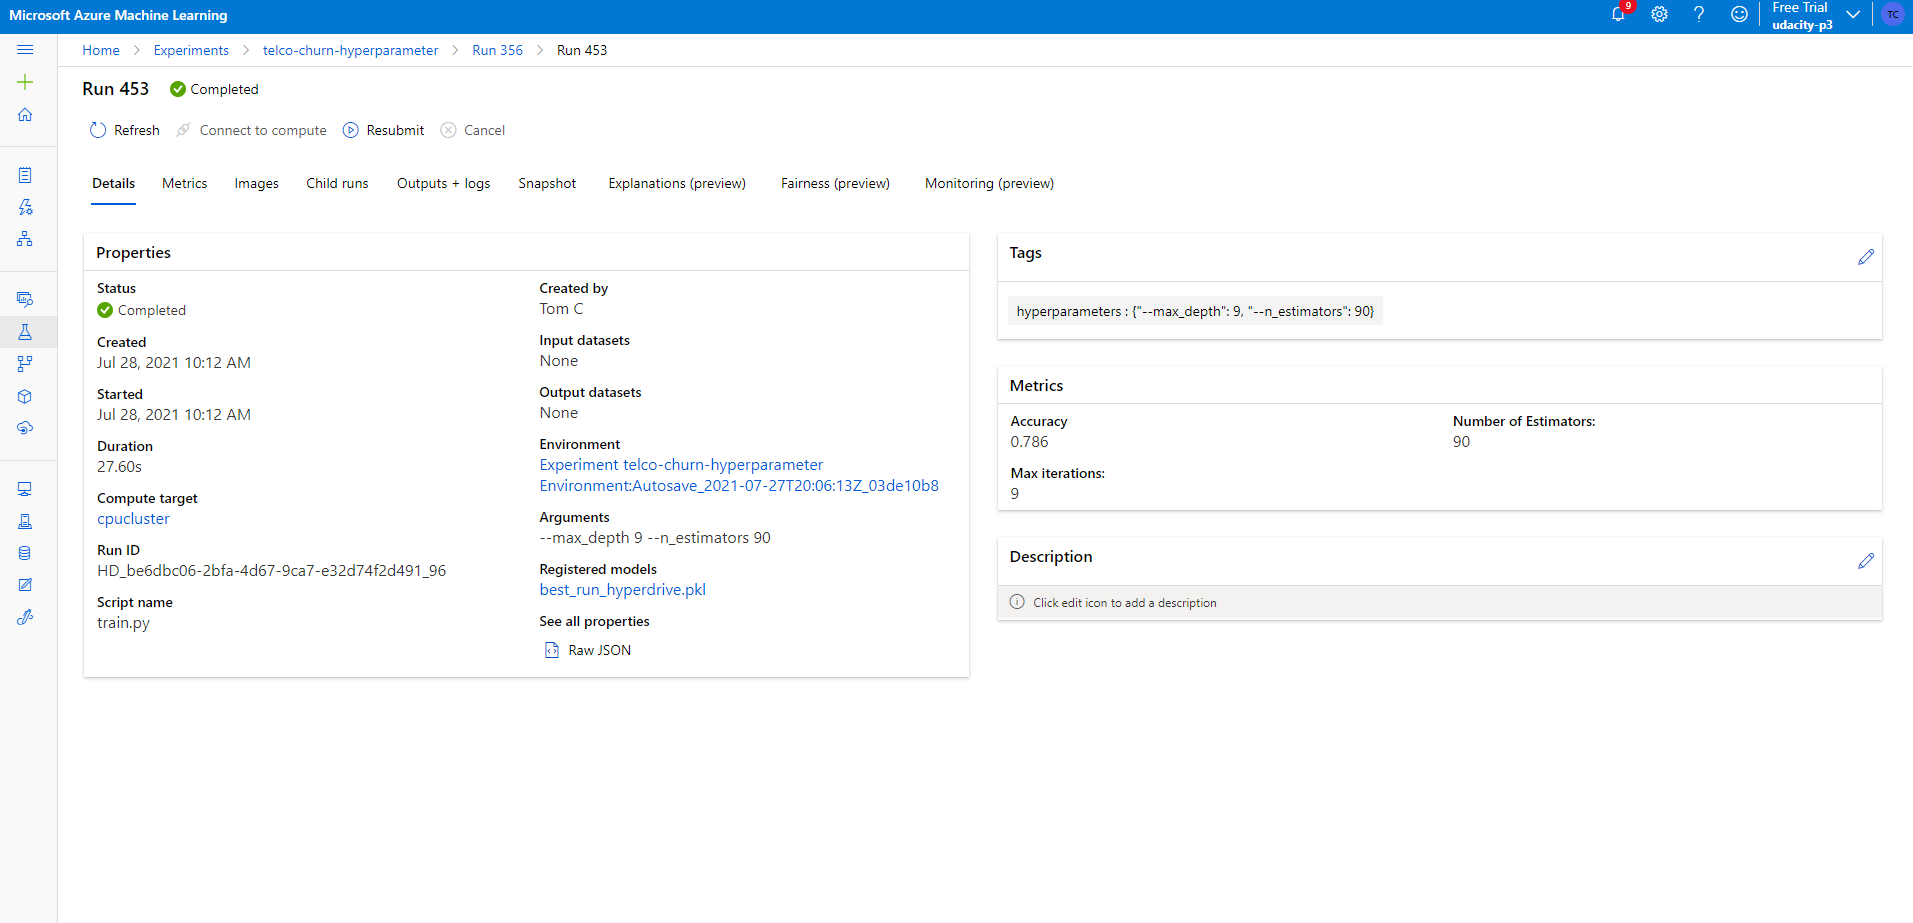 Microsoft Azure Machine Learning
9
Free Trial
udacity-p3
TC
Home > Experiments > telco-churn-hyperparameter > Run 356 > Run 453
Run 453 Completed
Refresh Connect to compute Resubmit Cancel
Details Metrics Images Child runs Outputs + logs Snapshot Explanations (preview) Fairness (preview) Monitoring (preview)
Properties
Status
Completed
Created
Jul 28, 2021 10:12 AM
Started
Jul 28, 2021 10:12 AM
Duration
27.60s
Compute target
cpucluster
Run ID
HD_be6dbc06-2bfa-4d67-9ca7-e32d74f2d491_96
Script name
train.py
Created by
Tom C
Input datasets
None
Output datasets
None
Environment
Experiment telco-churn-hyperparameter
Environment:Autosave_2021-07-27T20:06:13Z_03de10b8
Arguments
--max_depth 9 --n_estimators 90
Registered models
best_run_hyperdrive.pkl
See all properties
Raw JSON
Tags
hyperparameters : {"--max_depth": 9, "--n_estimators": 90}
Metrics
Accuracy
0.786
Number of Estimators:
90
Max iterations:
9
Description
Click edit icon to add a description